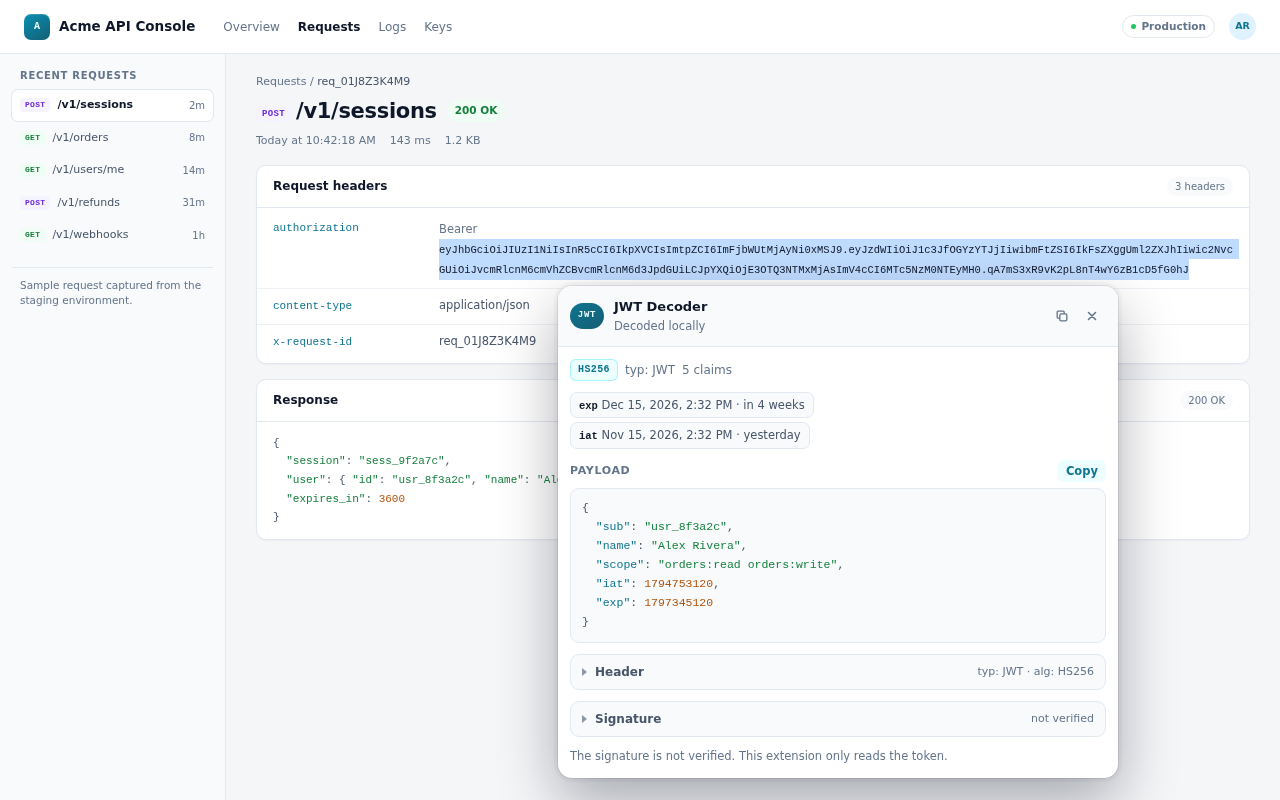 A Acme API Console Overview Requests Logs Keys Production AR
RECENT REQUESTS
POST /v1/sessions 2m
GET /v1/orders 8m
GET /v1/users/me 14m
POST /v1/refunds 31m
GET /v1/webhooks 1h
Sample request captured from the
staging environment.
Requests / req_01J8Z3K4M9
POST /v1/sessions 200 OK
Today at 10:42:18 AM 143 ms 1.2 KB
Request headers 3 headers
authorization Bearer
eyJhbGciOiJIUzI1NiIsInR5cCI6IkpXVCIsImtpZCI6ImFjbWUtMjAyNi0xMSJ9.eyJzdWIiOiJ1c3JfOGYzYTJjIiwibmFtZSI6IkFsZXggUml2ZXJhIiwic2Nvc
GUiOiJvcmRlcnM6cmVhZCBvcmRlcnM6d3JpdGUiLCJpYXQiOjE3OTQ3NTMxMjAsImV4cCI6MTc5NzM0NTEyMH0.qA7mS3xR9vK2pL8nT4wY6zB1cD5fG0hJ
content-type application/json
x-request-id req_01J8Z3K4M9
Response 200 OK
{
"session": "sess_9f2a7c",
"user": { "id": "usr_8f3a2c", "name": "Al
"expires_in": 3600
}
JWT JWT Decoder
Decoded locally
HS256 typ: JWT 5 claims
exp Dec 15, 2026, 2:32 PM · in 4 weeks
iat Nov 15, 2026, 2:32 PM · yesterday
PAYLOAD Copy
{
"sub": "usr_8f3a2c",
"name": "Alex Rivera",
"scope": "orders:read orders:write",
"iat": 1794753120,
"exp": 1797345120
}
Header typ: JWT · alg: HS256
Signature not verified
The signature is not verified. This extension only reads the token.